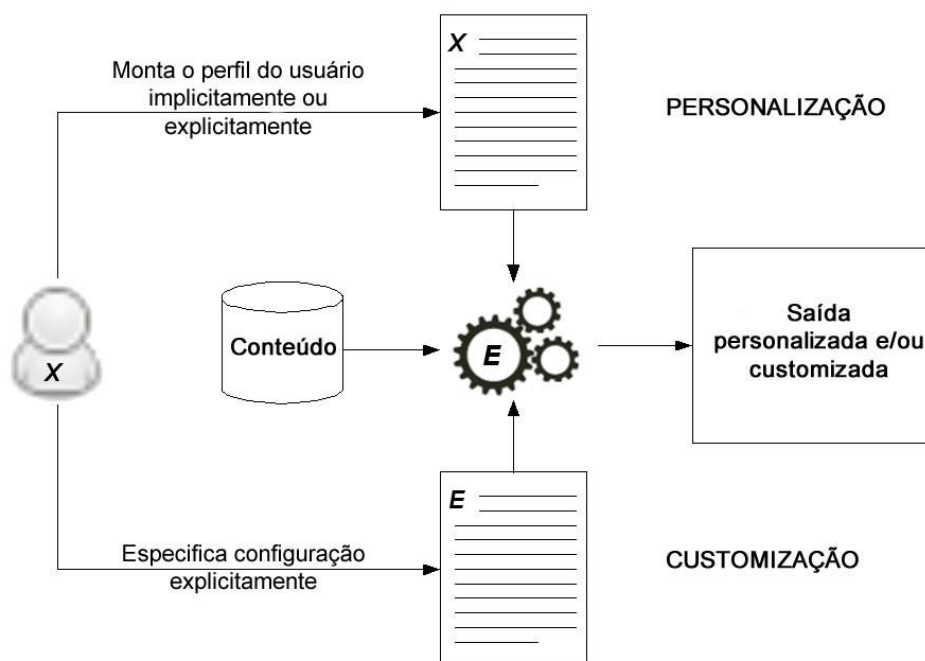 Monta o perfil do usuário
implicitamente ou
explicitamente
X
PERSONALIZAÇÃO
X
Conteúdo
E
Saída
personalizada e/ou
customizada
Especifica configuração
explicitamente
E
CUSTOMIZAÇÃO